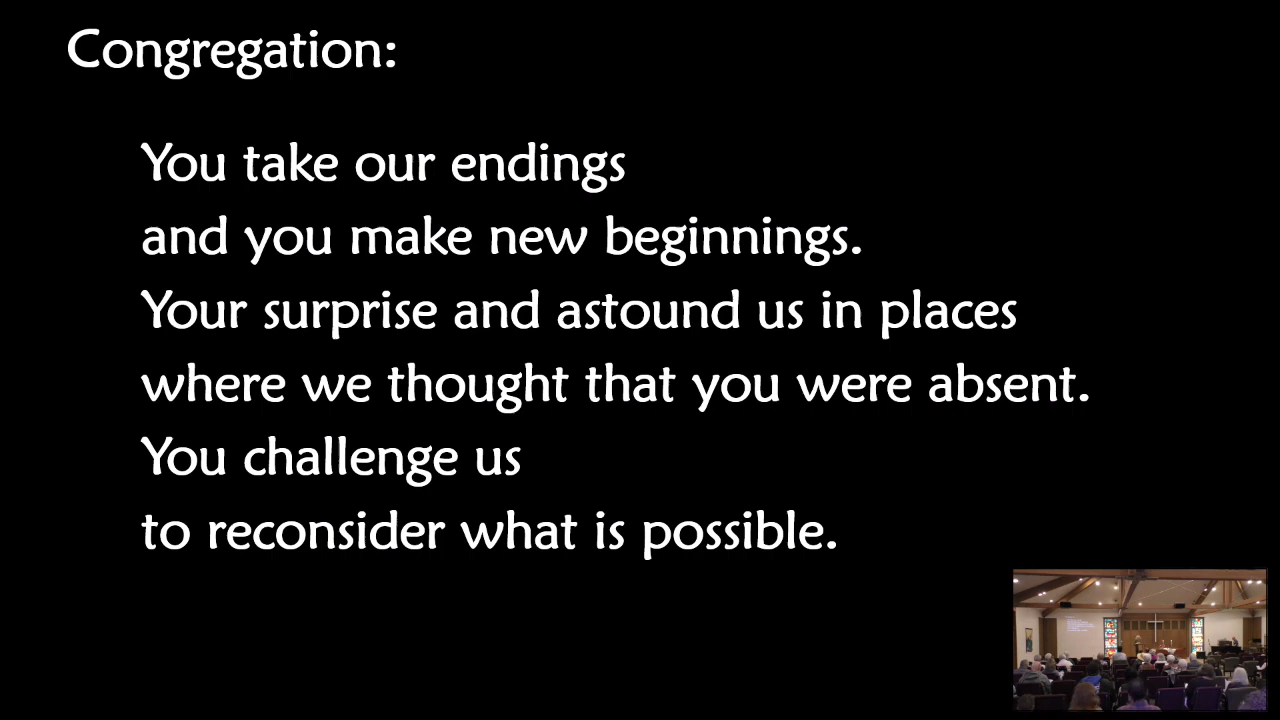 Congregation:
You take our endings
and you make new beginnings.
Your surprise and astound us in places
where we thought that you were absent.
You challenge us
to reconsider what is possible.